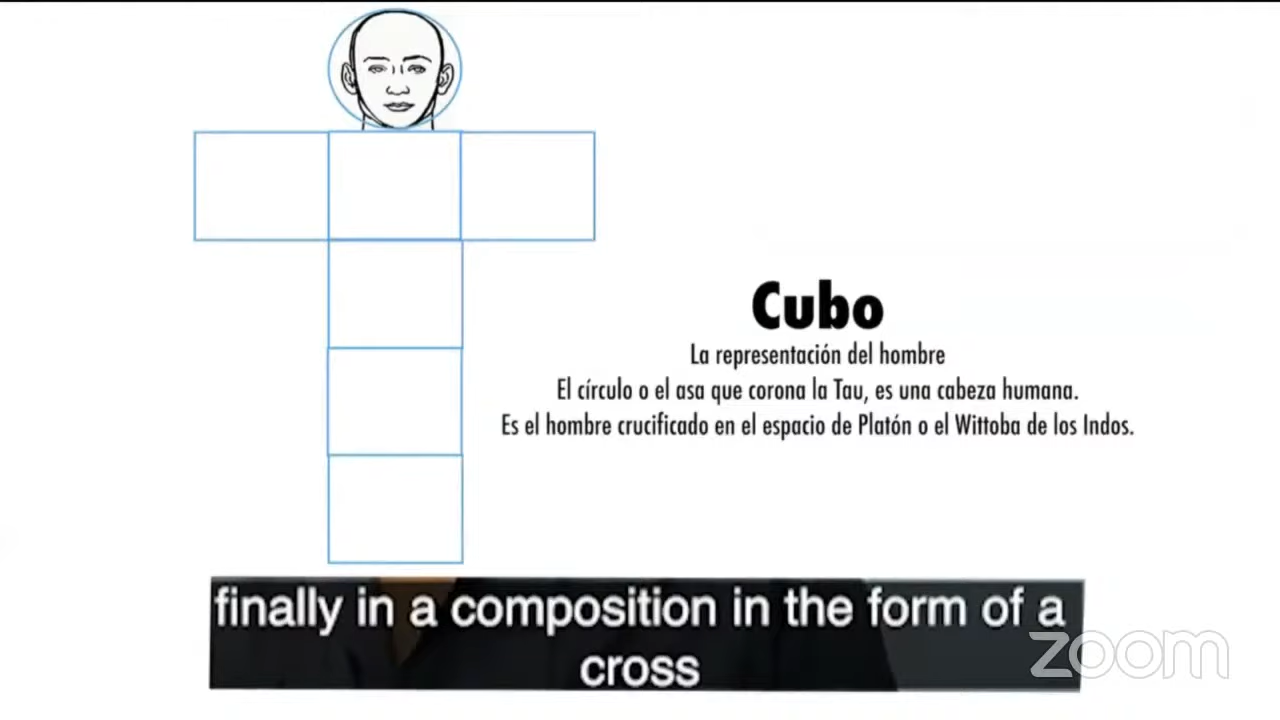 Cubo
La representación del hombre
El círculo o el asa que corona la Tau, es una cabeza humana.
Es el hombre crucificado en el espacio de Platón o el Wittoba de los Indos.
finally in a composition in the form of a
cross
zoom